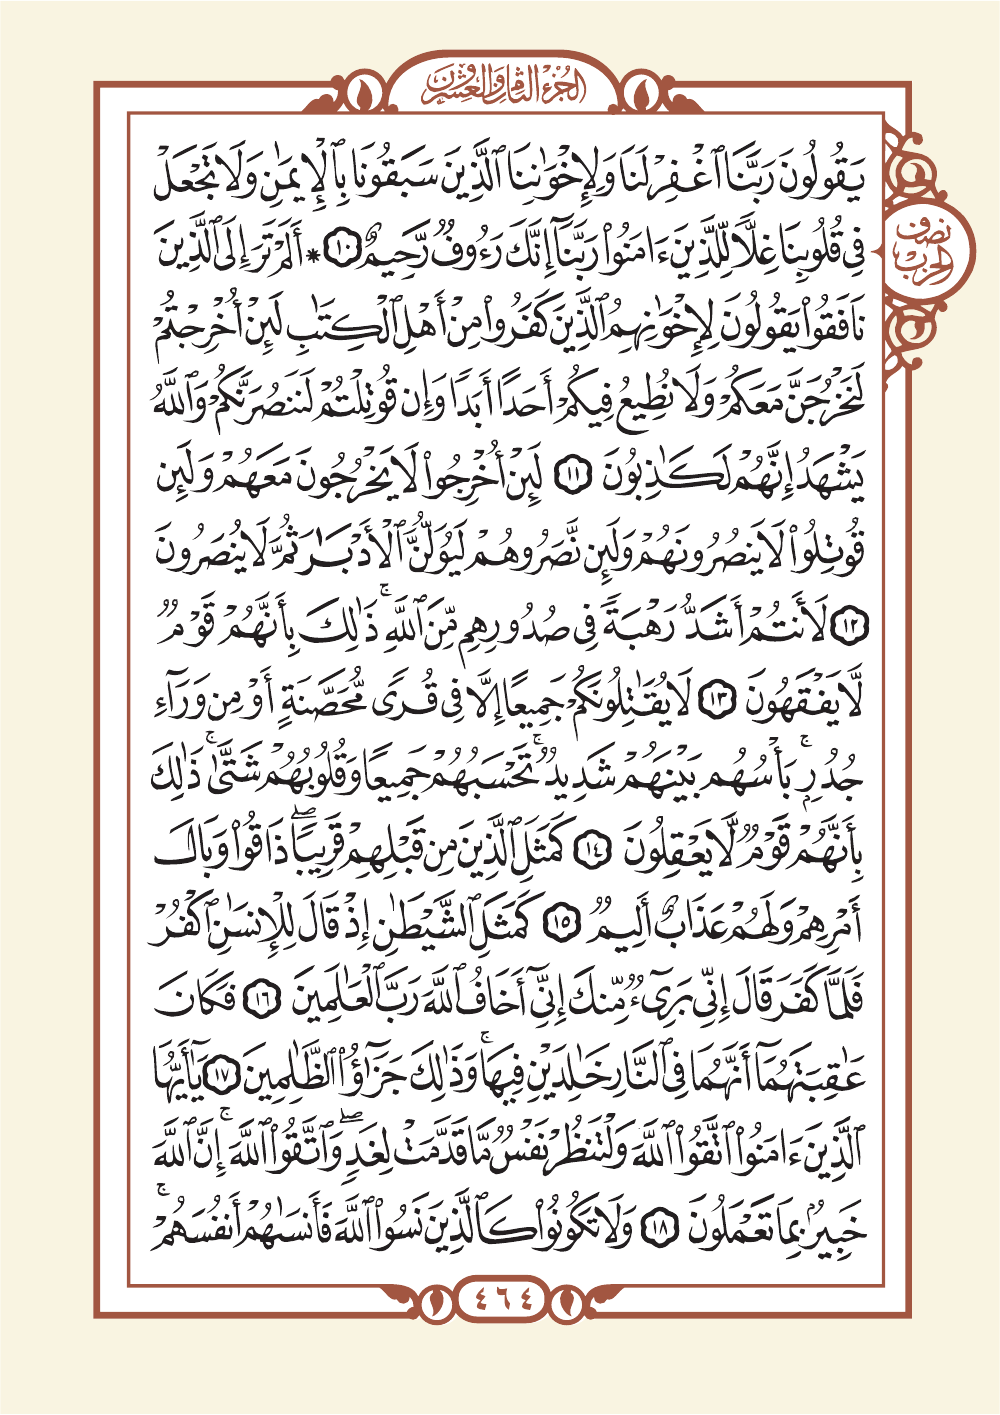 الجزء الثامن والعشرون
يَقُولُونَ رَبَّنَا ٱغْفِرْ لَنَا وَلِإِخْوَٰنِنَا ٱلَّذِينَ سَبَقُونَا بِٱلْإِيمَٰنِ وَلَا تَجْعَلْ
فِى قُلُوبِنَا غِلًّا لِّلَّذِينَ ءَامَنُوا۟ رَبَّنَآ إِنَّكَ رَءُوفٌ رَّحِيمٌ ١٠ * أَلَمْ تَرَ إِلَى ٱلَّذِينَ
نصف الحزب
نَافَقُوا۟ يَقُولُونَ لِإِخْوَٰنِهِمُ ٱلَّذِينَ كَفَرُوا۟ مِنْ أَهْلِ ٱلْكِتَٰبِ لَئِنْ أُخْرِجْتُمْ
لَنَخْرُجَنَّ مَعَكُمْ وَلَا نُطِيعُ فِيكُمْ أَحَدًا أَبَدًا وَإِن قُوتِلْتُمْ لَنَنصُرَنَّكُمْ وَٱللَّهُ
يَشْهَدُ إِنَّهُمْ لَكَٰذِبُونَ ١١ لَئِنْ أُخْرِجُوا۟ لَا يَخْرُجُونَ مَعَهُمْ وَلَئِن
قُوتِلُوا۟ لَا يَنصُرُونَهُمْ وَلَئِن نَّصَرُوهُمْ لَيُوَلُّنَّ ٱلْأَدْبَٰرَ ثُمَّ لَا يُنصَرُونَ
١٢ لَأَنتُمْ أَشَدُّ رَهْبَةً فِى صُدُورِهِم مِّنَ ٱللَّهِ ۚ ذَٰلِكَ بِأَنَّهُمْ قَوْمٌ
لَّا يَفْقَهُونَ ١٣ لَا يُقَٰتِلُونَكُمْ جَمِيعًا إِلَّا فِى قُرًى مُّحَصَّنَةٍ أَوْ مِن وَرَآءِ
جُدُرٍۭ ۚ بَأْسُهُم بَيْنَهُمْ شَدِيدٌ ۚ تَحْسَبُهُمْ جَمِيعًا وَقُلُوبُهُمْ شَتَّىٰ ۚ ذَٰلِكَ
بِأَنَّهُمْ قَوْمٌ لَّا يَعْقِلُونَ ١٤ كَمَثَلِ ٱلَّذِينَ مِن قَبْلِهِمْ قَرِيبًا ۖ ذَاقُوا۟ وَبَالَ
أَمْرِهِمْ وَلَهُمْ عَذَابٌ أَلِيمٌ ١٥ كَمَثَلِ ٱلشَّيْطَٰنِ إِذْ قَالَ لِلْإِنسَٰنِ ٱكْفُرْ
فَلَمَّا كَفَرَ قَالَ إِنِّى بَرِىٓءٌ مِّنكَ إِنِّىٓ أَخَافُ ٱللَّهَ رَبَّ ٱلْعَٰلَمِينَ ١٦ فَكَانَ
عَٰقِبَتَهُمَآ أَنَّهُمَا فِى ٱلنَّارِ خَٰلِدَيْنِ فِيهَا ۚ وَذَٰلِكَ جَزَٰٓؤُا۟ ٱلظَّٰلِمِينَ ١٧ يَٰٓأَيُّهَا
ٱلَّذِينَ ءَامَنُوا۟ ٱتَّقُوا۟ ٱللَّهَ وَلْتَنظُرْ نَفْسٌ مَّا قَدَّمَتْ لِغَدٍ ۖ وَٱتَّقُوا۟ ٱللَّهَ ۚ إِنَّ ٱللَّهَ
خَبِيرٌۢ بِمَا تَعْمَلُونَ ١٨ وَلَا تَكُونُوا۟ كَٱلَّذِينَ نَسُوا۟ ٱللَّهَ فَأَنسَىٰهُمْ أَنفُسَهُمْ ۚ
٤٦٤